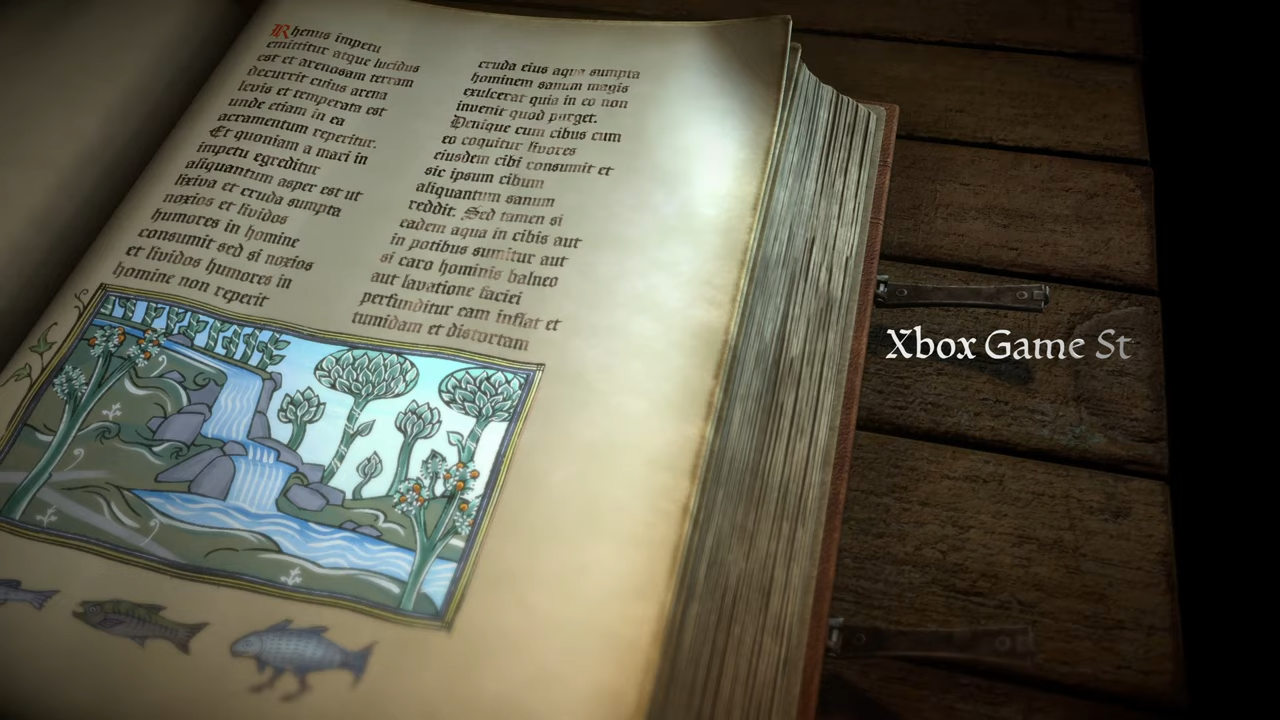 Rhenus impetu
emittitur atque lucidus
est et arenosam terram
decurrit cuius arena
levis et temperata est
unde etiam in ea
acramentum reperitur.
Et quoniam a mari in
impetu egreditur
aliquantum asper est ut
lixiva et cruda sumpta
noxios et lividos
humores in homine
consumit sed si noxios
et lividos humores in
homine non reperit
cruda eius aqua sumpta
hominem sanum magis
exulcerat quia in eo non
invenit quod purget.
Denique cum cibus cum
eo coquitur livores
eiusdem cibi consumit et
sic ipsum cibum
aliquantum sanum
reddit. Sed tamen si
eadem aqua in cibis aut
in potibus sumitur aut
si caro hominis balneo
aut lavatione faciei
perfunditur eam inflat et
tumidam et distortam
Xbox Game St